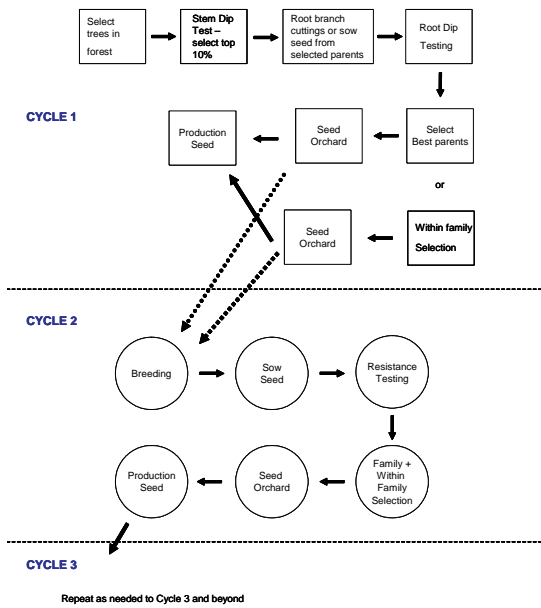 Select
trees in
forest
Stem Dip
Test –
select top
10%
Root branch
cuttings or sow
seed from
selected parents
Root Dip
Testing
CYCLE 1
Production
Seed
Seed
Orchard
Select
Best parents
or
Seed
Orchard
Within family
Selection
CYCLE 2
Breeding
Sow
Seed
Resistance
Testing
Production
Seed
Seed
Orchard
Family +
Within
Family
Selection
CYCLE 3
Repeat as needed to Cycle 3 and beyond